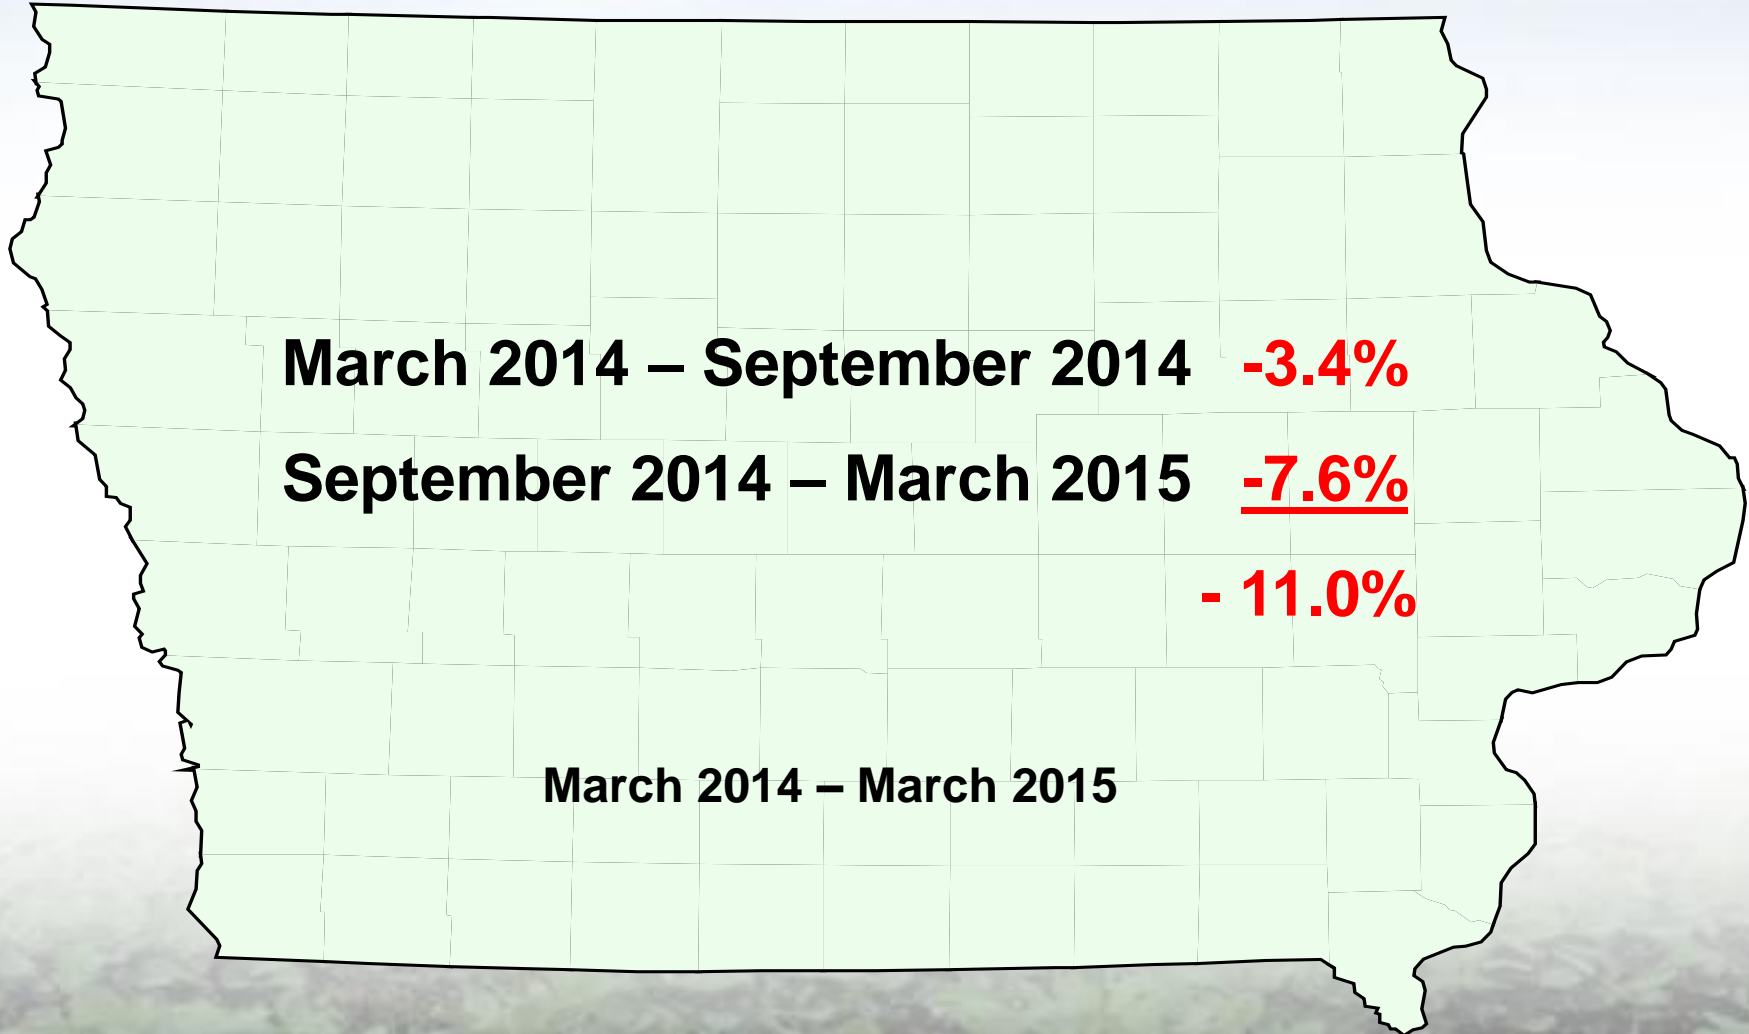 March 2014 – September 2014 -3.4%
September 2014 – March 2015 -7.6%
- 11.0%
March 2014 – March 2015